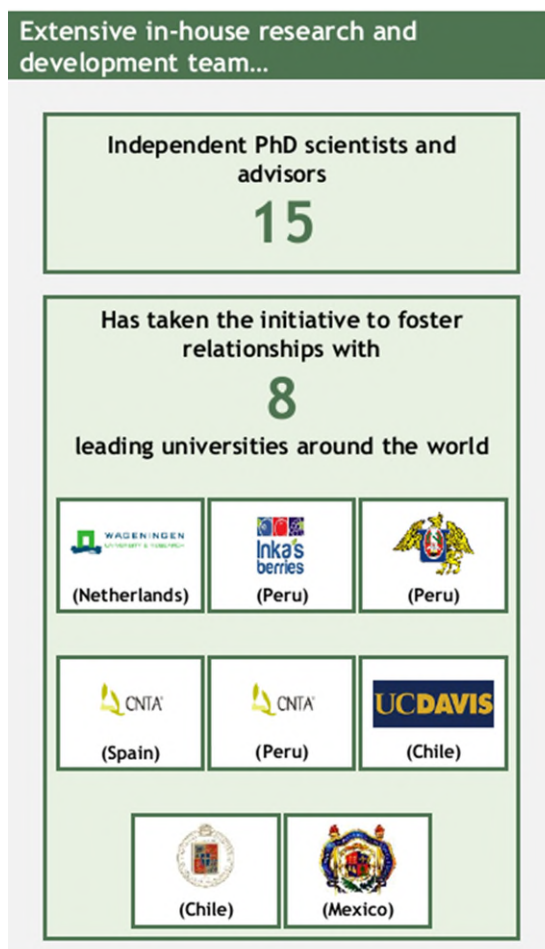 Extensive in-house research and
development team…
Independent PhD scientists and
advisors
15
Has taken the initiative to foster
relationships with
8
leading universities around the world
WAGENINGEN
UNIVERSITY & RESEARCH
(Netherlands)
Inka's
berries
(Peru)
(Peru)
CNTA
(Spain)
CNTA
(Peru)
UCDAVIS
(Chile)
(Chile)
(Mexico)